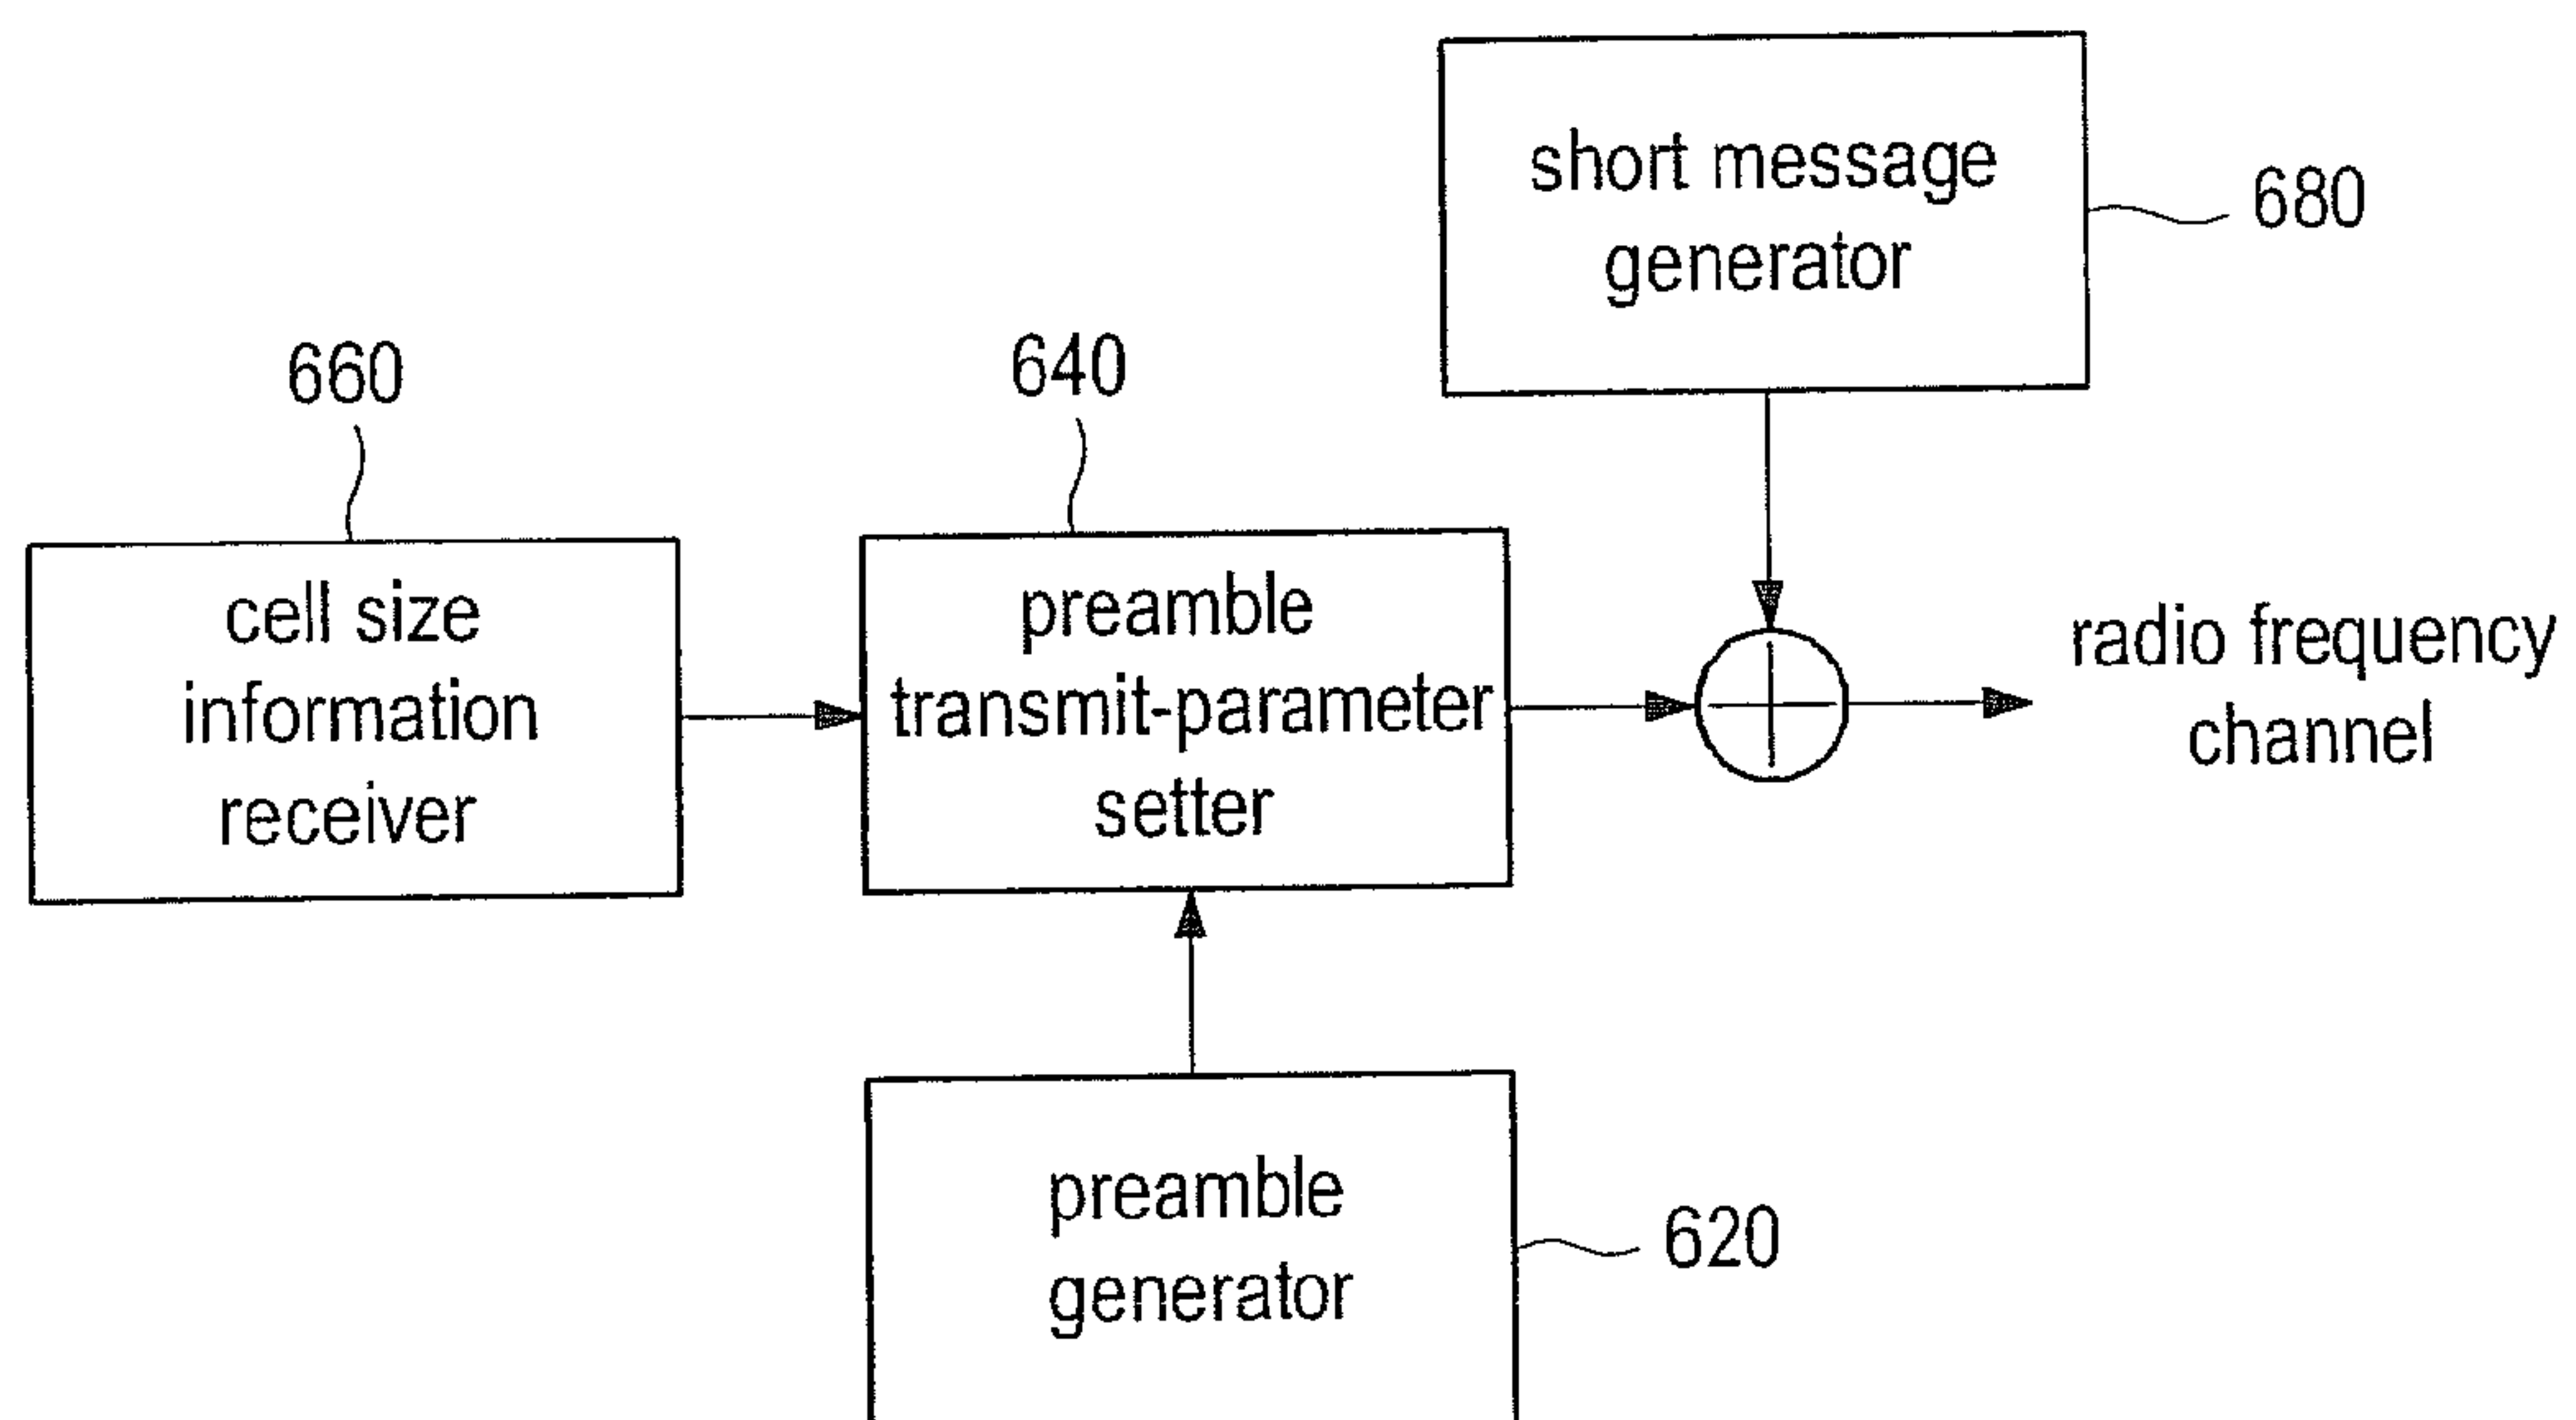 short message
generator
680
660
640
cell size
information
receiver
preamble
transmit-parameter
setter
radio frequency
channel
preamble
generator
620